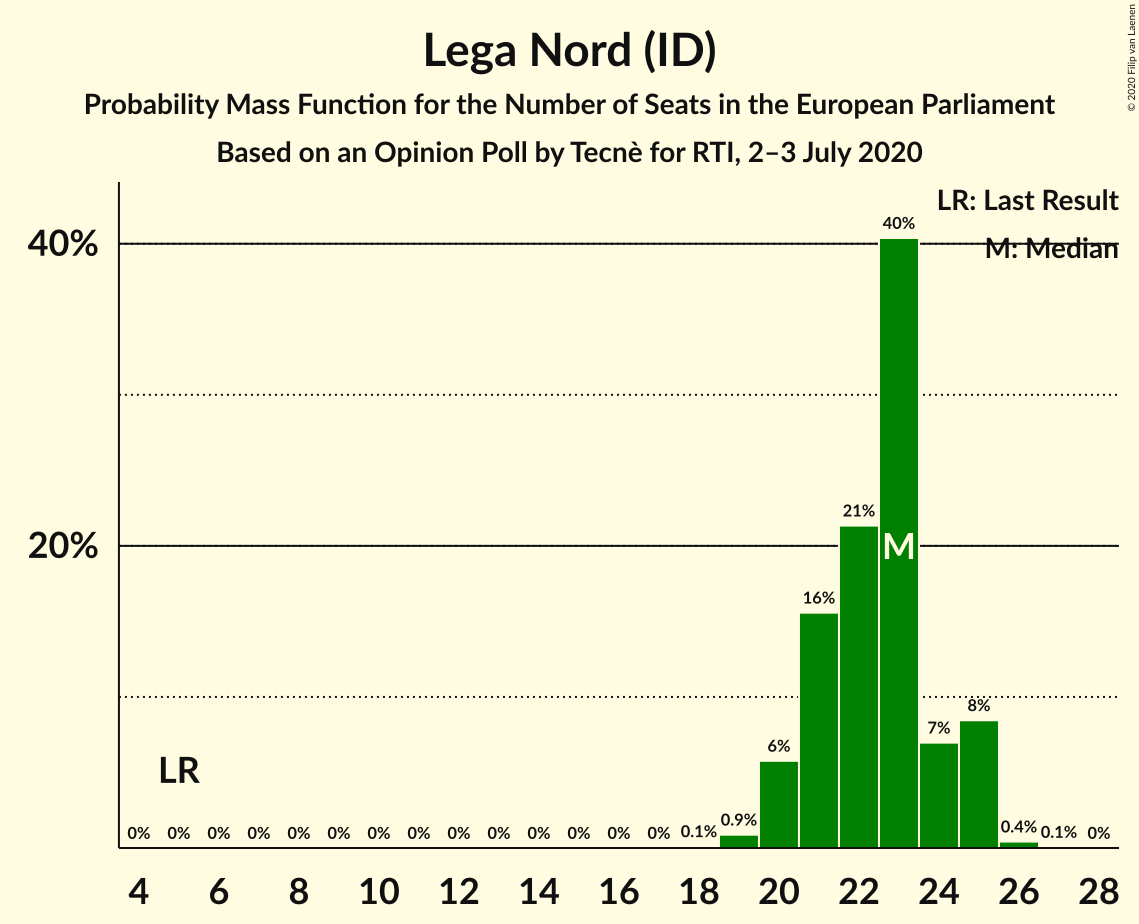 Lega Nord (ID)
Probability Mass Function for the Number of Seats in the European Parliament
Based on an Opinion Poll by Tecnè for RTI, 2–3 July 2020
© 2020 Filip van Laenen
LR: Last Result
M: Median
40%
20%
40%
21%
M
16%
8%
7%
6%
LR
0% 0% 0% 0% 0% 0% 0% 0% 0% 0% 0% 0% 0% 0% 0.1% 0.9% 0.4% 0.1% 0%
4 6 8 10 12 14 16 18 20 22 24 26 28